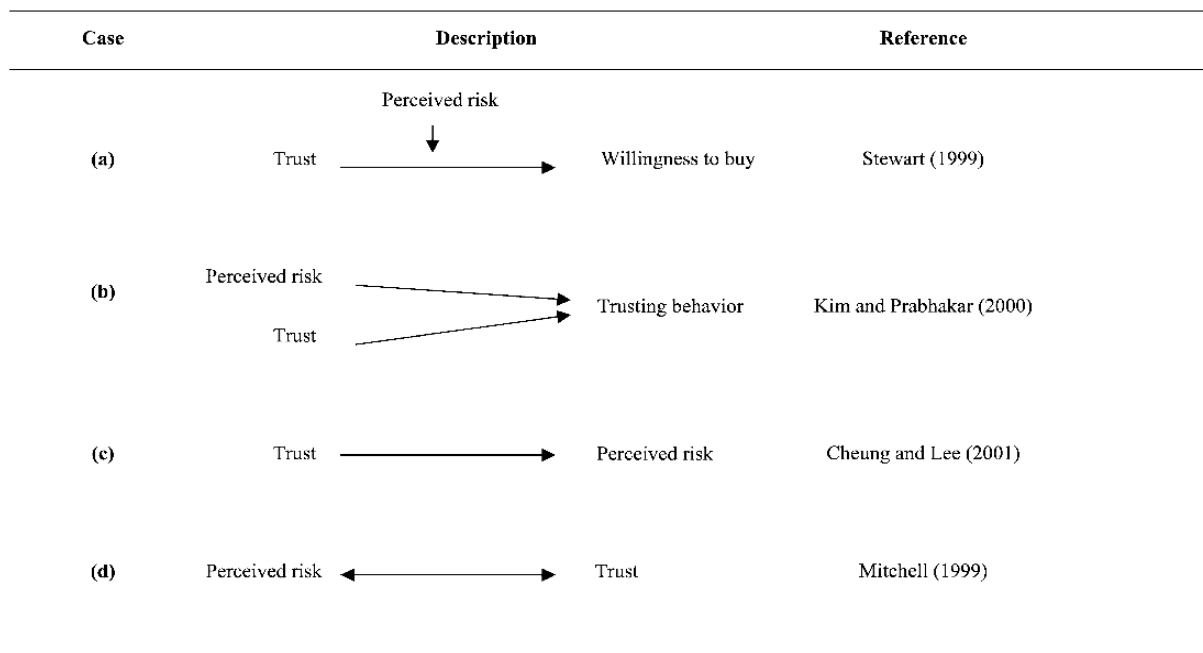 Case Description Reference
Perceived risk
(a) Trust Willingness to buy Stewart (1999)
Perceived risk
(b) Trusting behavior Kim and Prabhakar (2000)
Trust
(c) Trust Perceived risk Cheung and Lee (2001)
(d) Perceived risk Trust Mitchell (1999)